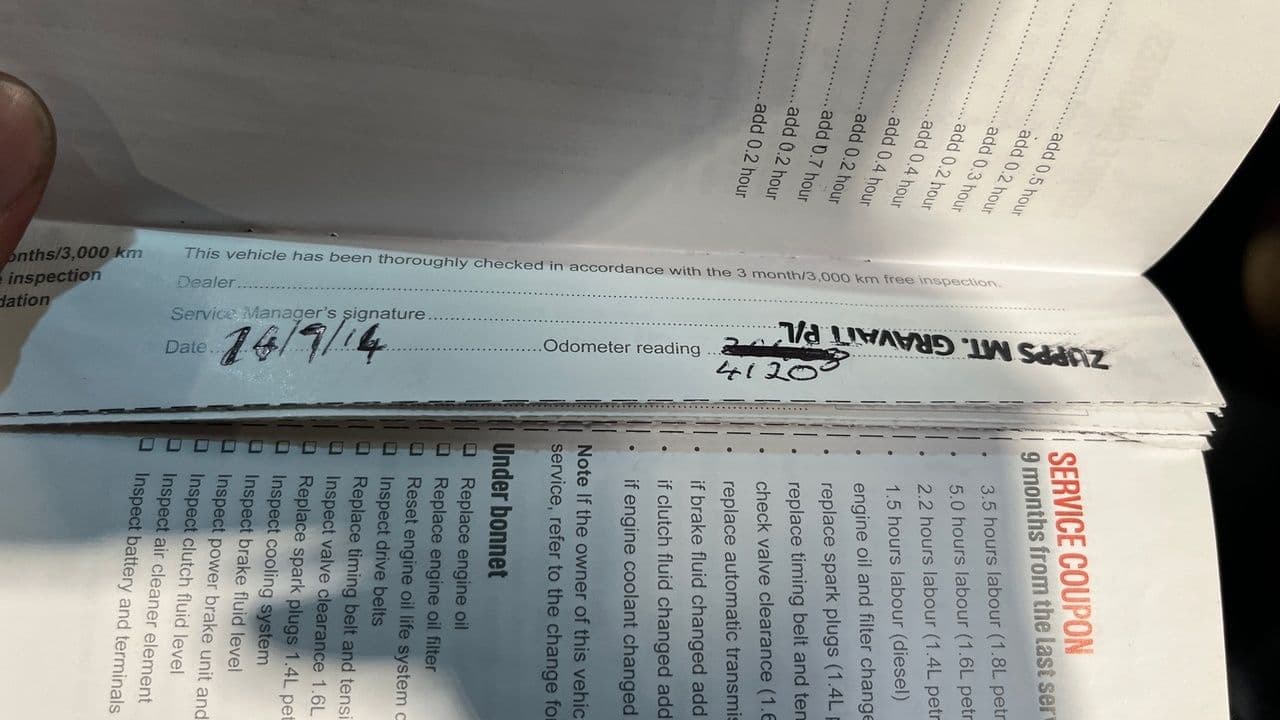 add 0.5 hour
add 0.2 hour
add 0.3 hour
add 0.2 hour
add 0.4 hour
add 0.4 hour
add 0.2 hour
add 0.7 hour
add 0.2 hour
add 0.2 hour
onths/3,000 km
inspection
dation
This vehicle has been thoroughly checked in accordance with the 3 month/3,000 km free inspection.
Dealer
Service Manager's signature
Date 26/9/14 Odometer reading
41208
ZUPPS MT. GRAVATT P/L
SERVICE COUPON
9 months from the last serv
• 3.5 hours labour (1.8L petr
• 5.0 hours labour (1.6L petr
• 2.2 hours labour (1.4L petr
• 1.5 hours labour (diesel)
• engine oil and filter change
• replace spark plugs (1.4L
• replace timing belt and ten
• check valve clearance (1.6
• replace automatic transmis
• if brake fluid changed add
• if clutch fluid changed add
• if engine coolant changed
Note If the owner of this vehic
service, refer to the change for
Under bonnet
Replace engine oil
Replace engine oil filter
Reset engine oil life system
Inspect drive belts
Replace timing belt and tensi
Inspect valve clearance 1.6L
Replace spark plugs 1.4L pet
Inspect cooling system
Inspect brake fluid level
Inspect power brake unit and
Inspect clutch fluid level
Inspect air cleaner element
Inspect battery and terminals